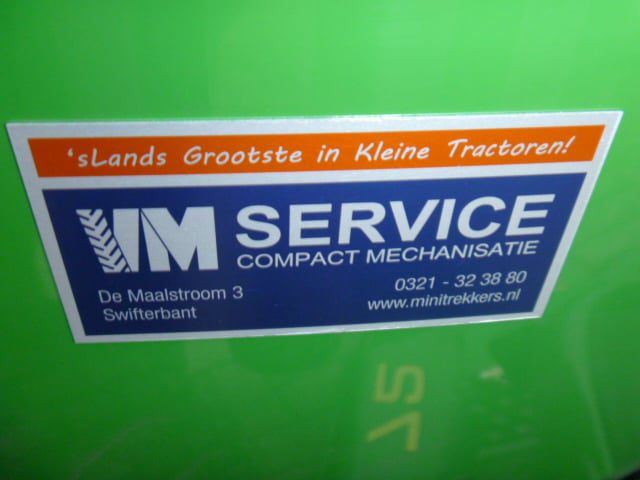 'sLands Grootste in Kleine Tractoren!
VM SERVICE
COMPACT MECHANISATIE
De Maalstroom 3
Swifterbant
0321 - 32 38 80
www.minitrekkers.nl